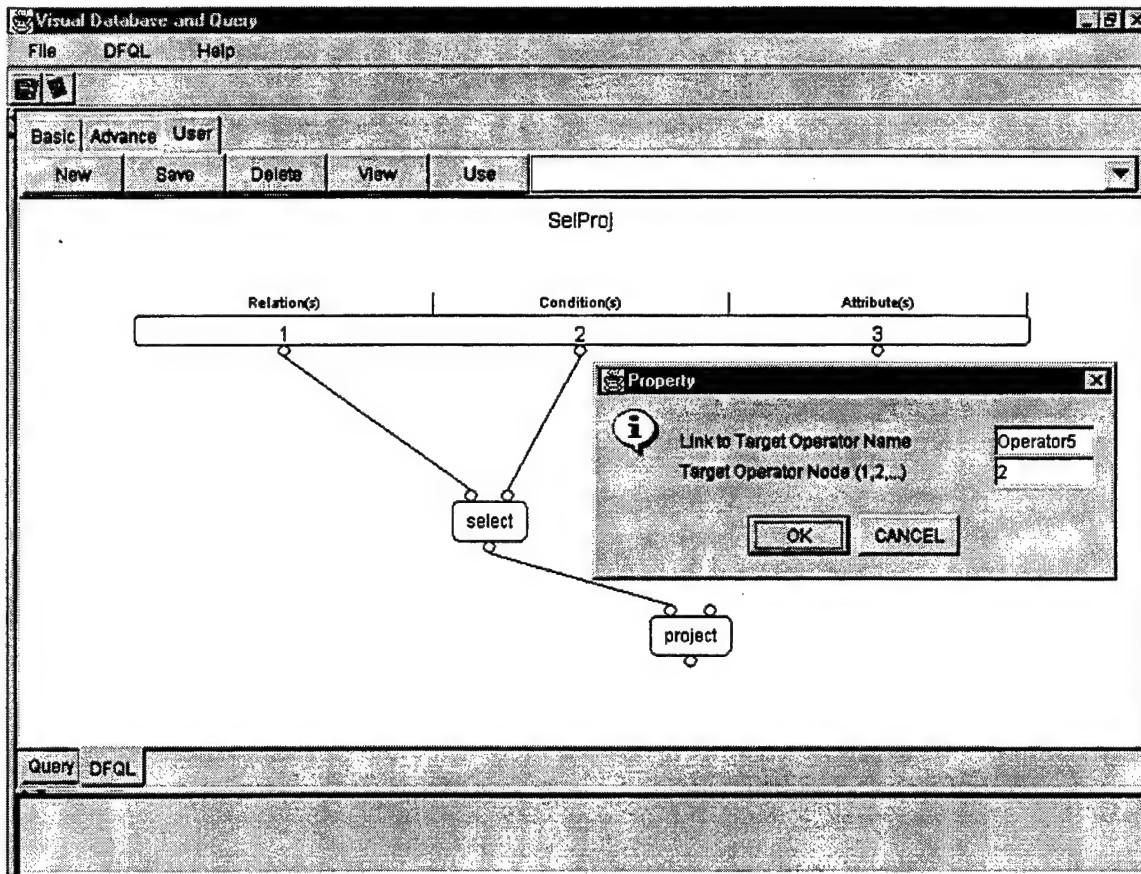 Visual Database and Query
File DFQL Help
Basic Advance User
New Save Delete View Use
SelProj
Relation(s) Condition(s) Attribute(s)
1 2 3
Property
Link to Target Operator Name Operator5
Target Operator Node (1,2,...) 2
OK CANCEL
select
project
Query DFQL